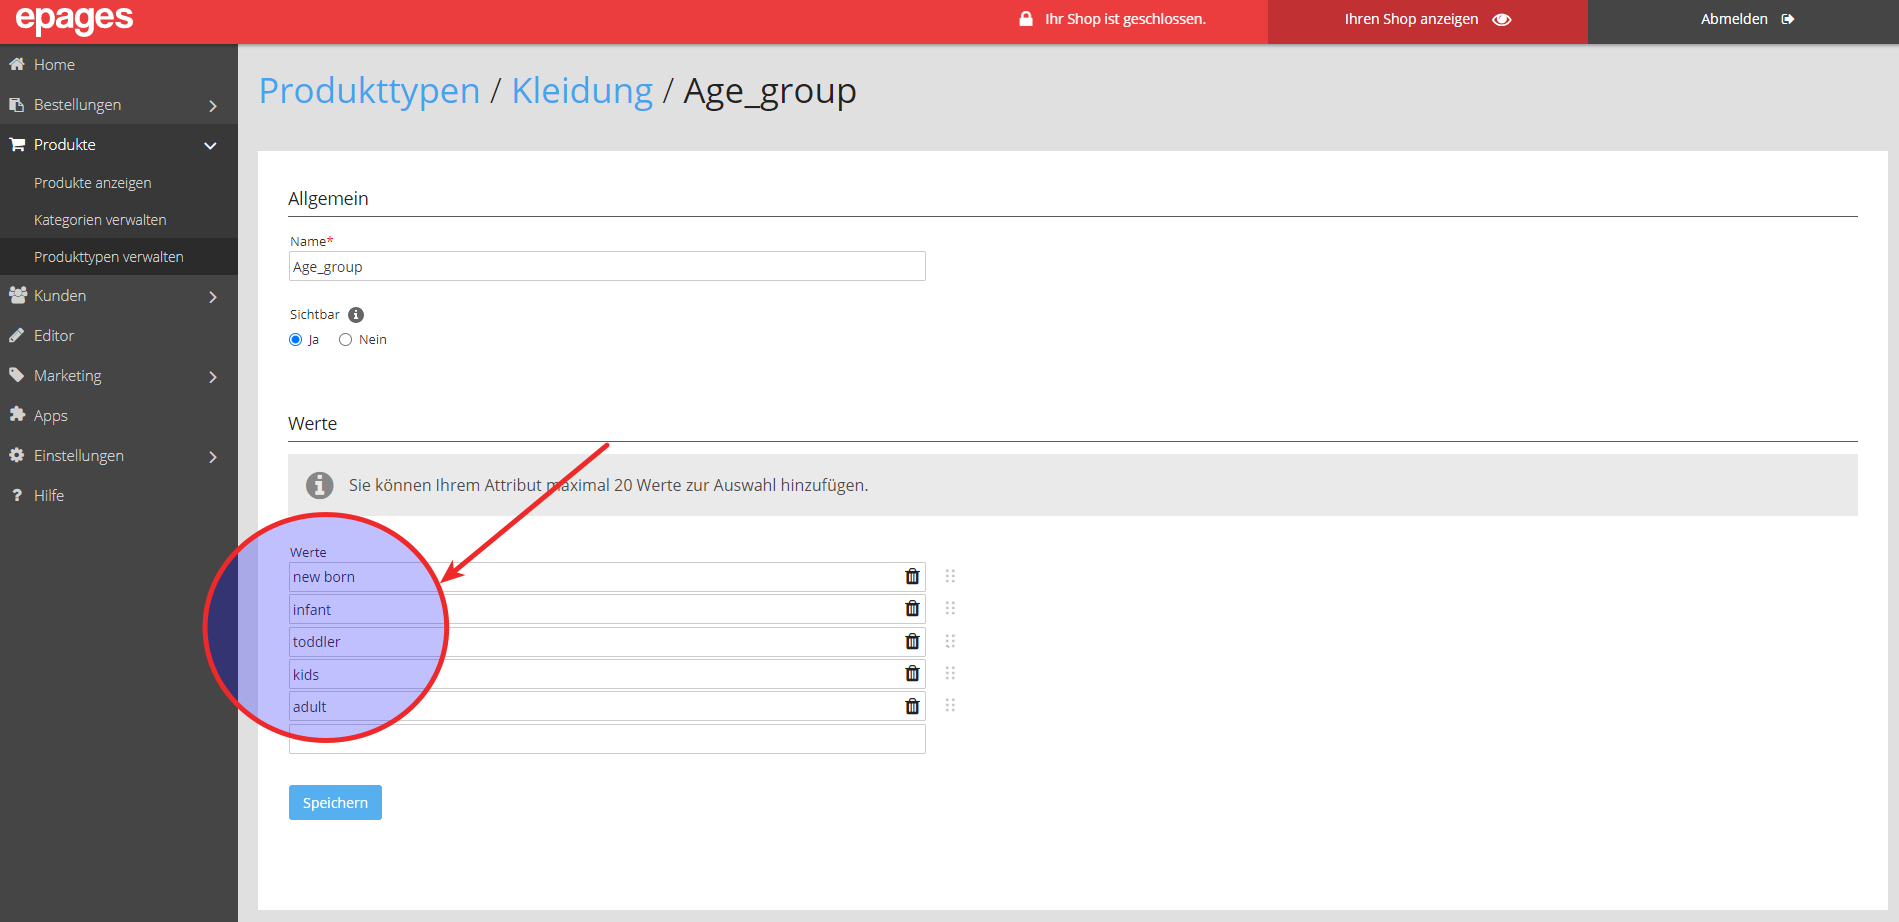 epages
Ihr Shop ist geschlossen.
Ihren Shop anzeigen
Abmelden
Home
Bestellungen
Produkte
Produkte anzeigen
Kategorien verwalten
Produkttypen verwalten
Kunden
Editor
Marketing
Apps
Einstellungen
? Hilfe
Produkttypen / Kleidung / Age_group
Allgemein
Name*
Age_group
Sichtbar i
Ja Nein
Werte
i Sie können Ihrem Attribut maximal 20 Werte zur Auswahl hinzufügen.
Werte
new born
infant
toddler
kids
adult
Speichern